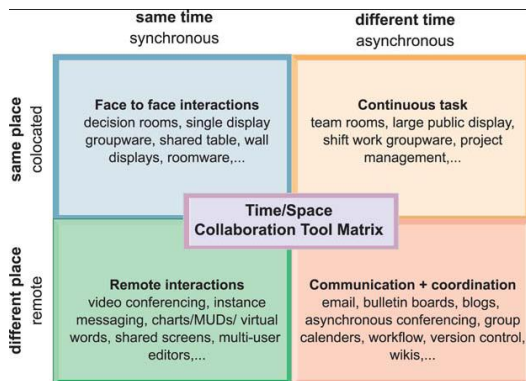 same time
synchronous
different time
asynchronous
same place
colocated
Face to face interactions
decision rooms, single display
groupware, shared table, wall
displays, roomware,...
Continuous task
team rooms, large public display,
shift work groupware, project
management,...
Time/Space
Collaboration Tool Matrix
different place
remote
Remote interactions
video conferencing, instance
messaging, charts/MUDs/ virtual
words, shared screens, multi-user
editors,...
Communication + coordination
email, bulletin boards, blogs,
asynchronous conferencing, group
calenders, workflow, version control,
wikis,...